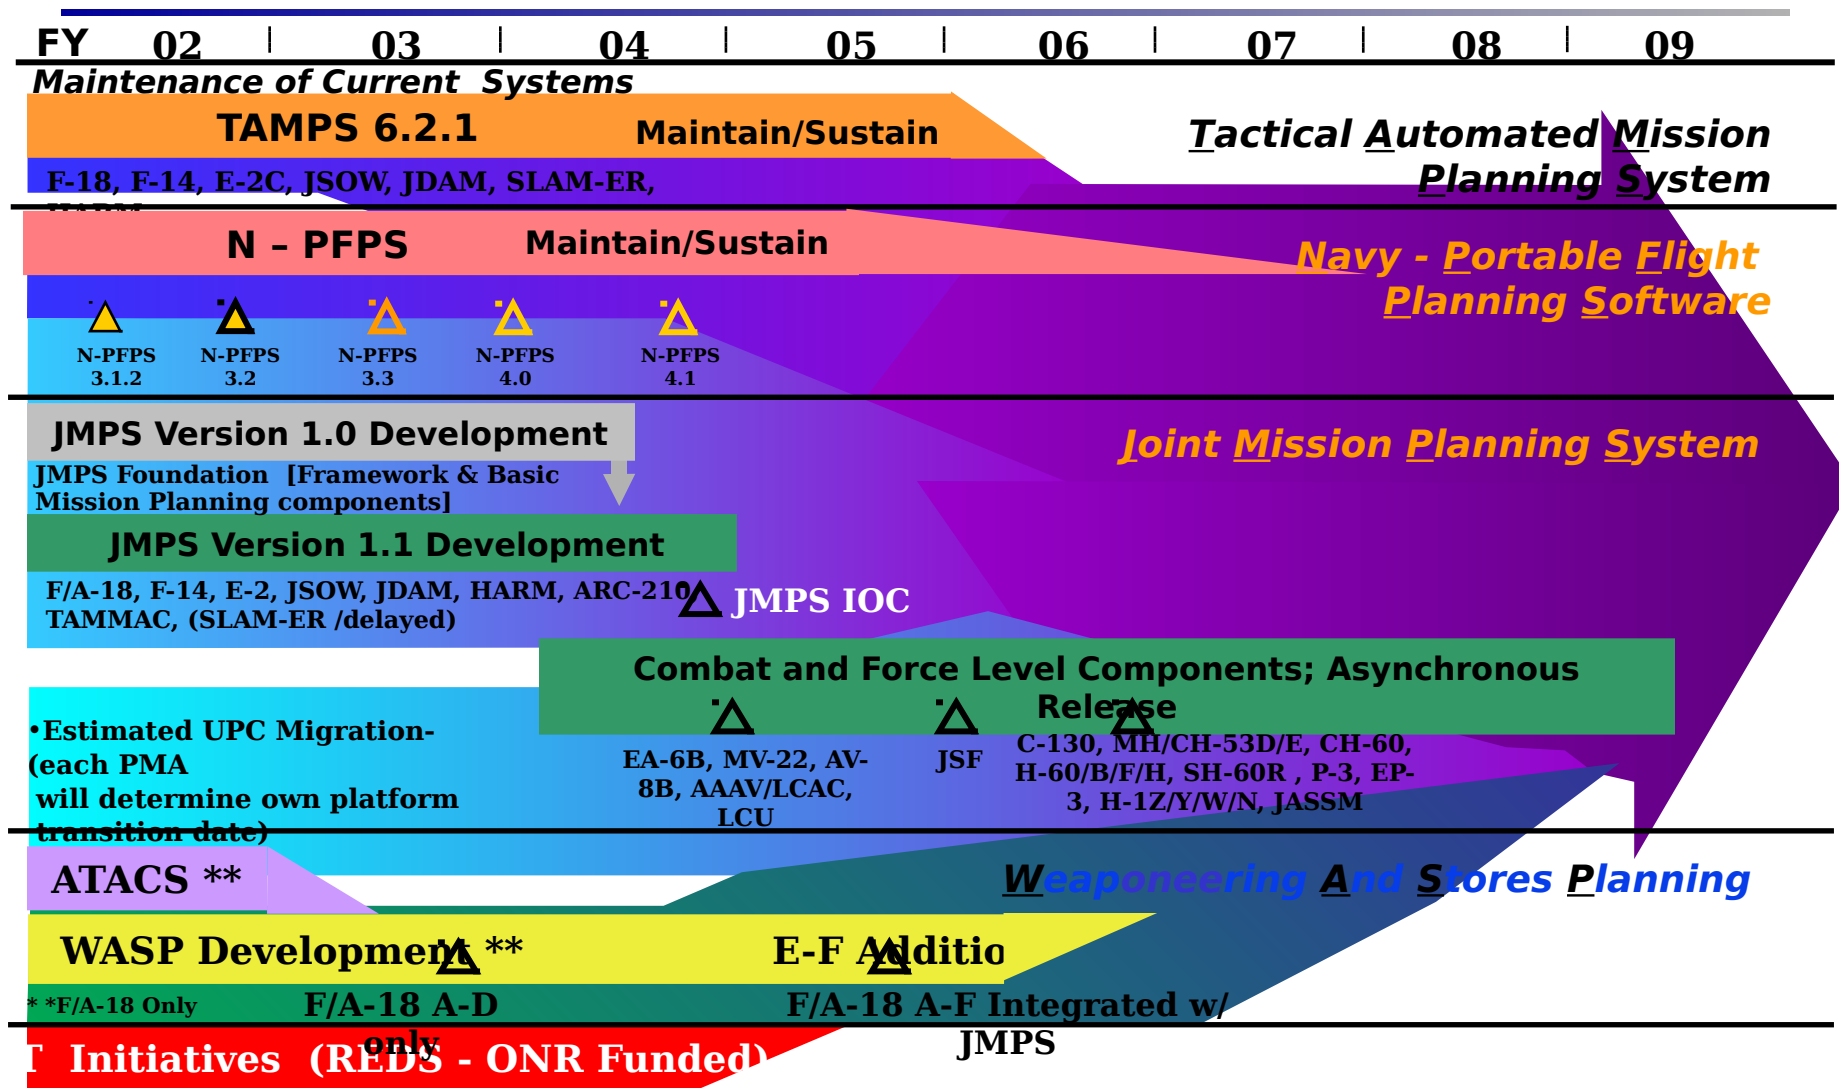 FY 02 03 04 05 06 07 08 09
Maintenance of Current Systems
TAMPS 6.2.1
Maintain/Sustain
Tactical Automated Mission
Planning System
F-18, F-14, E-2C, JSOW, JDAM, SLAM-ER,
HARM
N – PFPS
Maintain/Sustain
Navy - Portable Flight
Planning Software
N-PFPS
3.1.2
N-PFPS
3.2
N-PFPS
3.3
N-PFPS
4.0
N-PFPS
4.1
JMPS Version 1.0 Development
Joint Mission Planning System
JMPS Foundation [Framework & Basic
Mission Planning components]
JMPS Version 1.1 Development
F/A-18, F-14, E-2, JSOW, JDAM, HARM, ARC-210
TAMMAC, (SLAM-ER /delayed)
JMPS IOC
Combat and Force Level Components; Asynchronous
Release
•Estimated UPC Migration-
(each PMA
will determine own platform
transition date)
EA-6B, MV-22, AV-
8B, AAAV/LCAC,
LCU
JSF
C-130, MH/CH-53D/E, CH-60,
H-60/B/F/H, SH-60R , P-3, EP-
3, H-1Z/Y/W/N, JASSM
ATACS **
Weaponeering And Stores Planning
WASP Development **
E-F Additio
* *F/A-18 Only
F/A-18 A-D
only
F/A-18 A-F Integrated w/
JMPS
T Initiatives (REDS - ONR Funded)